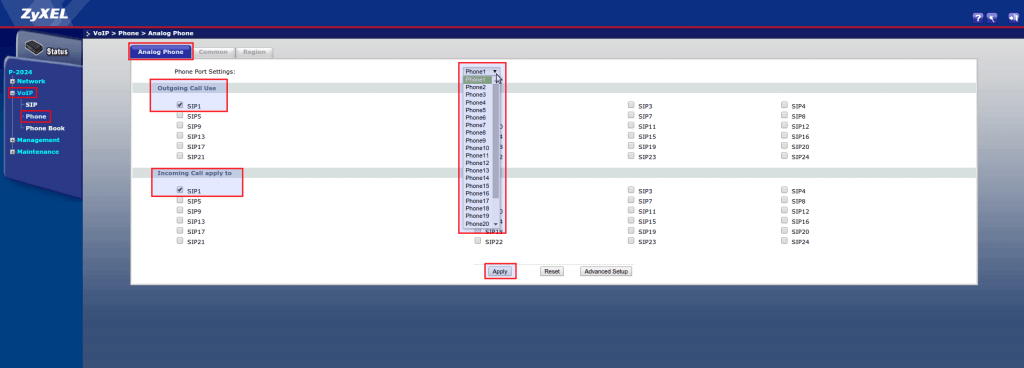 ZyXEL
VoIP > Phone > Analog Phone
Status
P-2024
Network
VoIP
SIP
Phone
Phone Book
Management
Maintenance
Analog Phone Common Region
Phone Port Settings: Phone1
Outgoing Call Use
SIP1 SIP3 SIP4
SIP5 SIP7 SIP8
SIP9 SIP11 SIP12
SIP13 SIP15 SIP16
SIP17 SIP19 SIP20
SIP21 SIP23 SIP24
Phone1
Phone2
Phone3
Phone4
Phone5
Phone6
Phone7
Phone8
Phone9
Phone10
Phone11
Phone12
Phone13
Phone14
Phone15
Phone16
Phone17
Phone18
Phone19
Phone20
Incoming Call apply to
SIP1 SIP3 SIP4
SIP5 SIP7 SIP8
SIP9 SIP11 SIP12
SIP13 SIP15 SIP16
SIP17 SIP19 SIP20
SIP21 SIP22 SIP23 SIP24
Apply Reset Advanced Setup